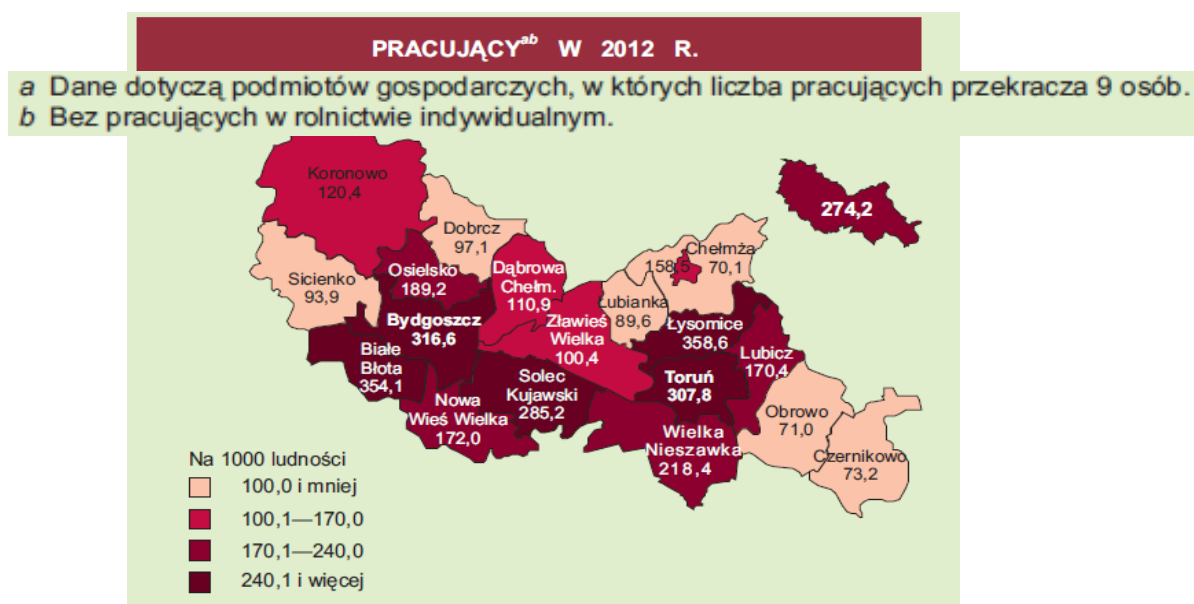 PRACUJĄCYab W 2012 R.
a Dane dotyczą podmiotów gospodarczych, w których liczba pracujących przekracza 9 osób.
b Bez pracujących w rolnictwie indywidualnym.
Koronowo
120,4
274,2
Dobrcz
97,1
Chełmża
158,5 70,1
Sicienko
93,9
Osielsko
189,2
Dąbrowa
Chełm.
110,9
Łubianka
89,6
Bydgoszcz
316,6
Zławieś
Wielka
100,4
Łysomice
358,6
Lubicz
170,4
Białe
Błota
354,1
Solec
Kujawski
285,2
Toruń
307,8
Nowa
Wieś Wielka
172,0
Obrowo
71,0
Wielka
Nieszawka
218,4
Czernikowo
73,2
Na 1000 ludności
100,0 i mniej
100,1—170,0
170,1—240,0
240,1 i więcej